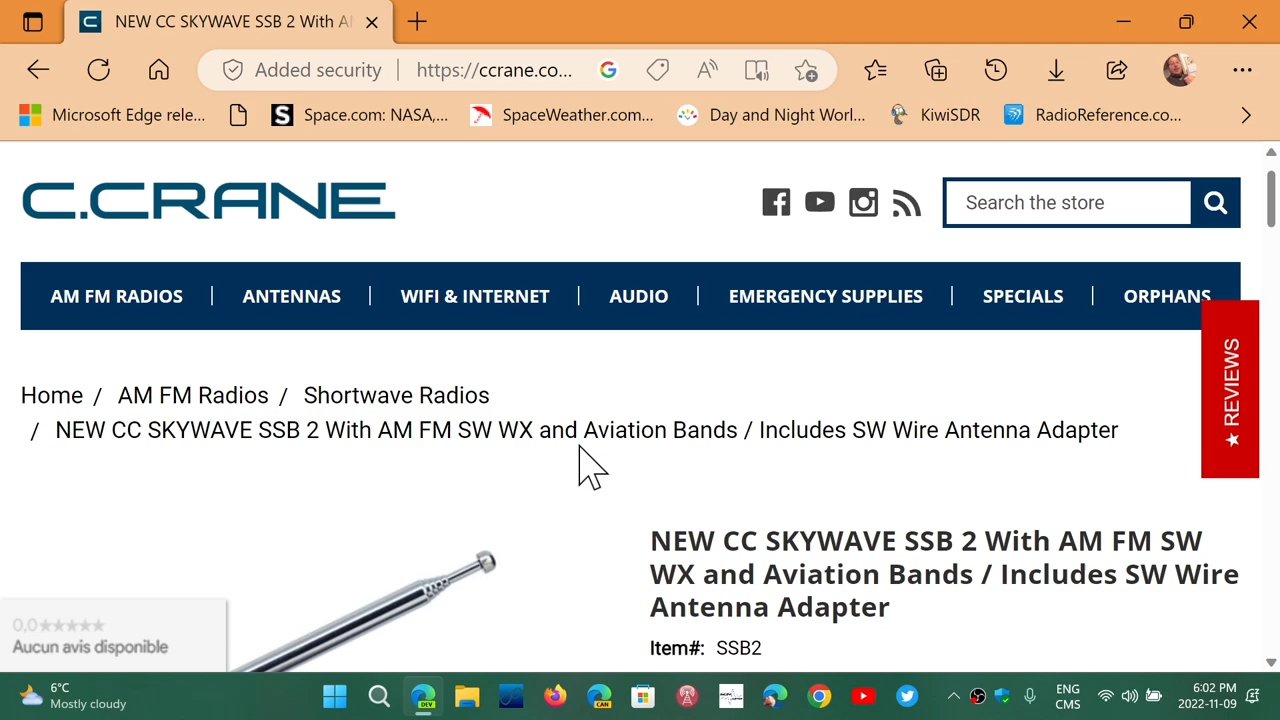 NEW CC SKYWAVE SSB 2 With AM
Added security
https://ccrane.co...
Microsoft Edge rele...
Space.com: NASA,...
SpaceWeather.com...
Day and Night Worl...
KiwiSDR
RadioReference.co...
C.CRANE
Search the store
AM FM RADIOS
ANTENNAS
WIFI & INTERNET
AUDIO
EMERGENCY SUPPLIES
SPECIALS
ORPHANS
★ REVIEWS
Home / AM FM Radios / Shortwave Radios
/ NEW CC SKYWAVE SSB 2 With AM FM SW WX and Aviation Bands / Includes SW Wire Antenna Adapter
NEW CC SKYWAVE SSB 2 With AM FM SW
WX and Aviation Bands / Includes SW Wire
Antenna Adapter
Item#: SSB2
0,0★★★★★
Aucun avis disponible
6°C
Mostly cloudy
DEV
CAN
ENG
CMS
6:02 PM
2022-11-09